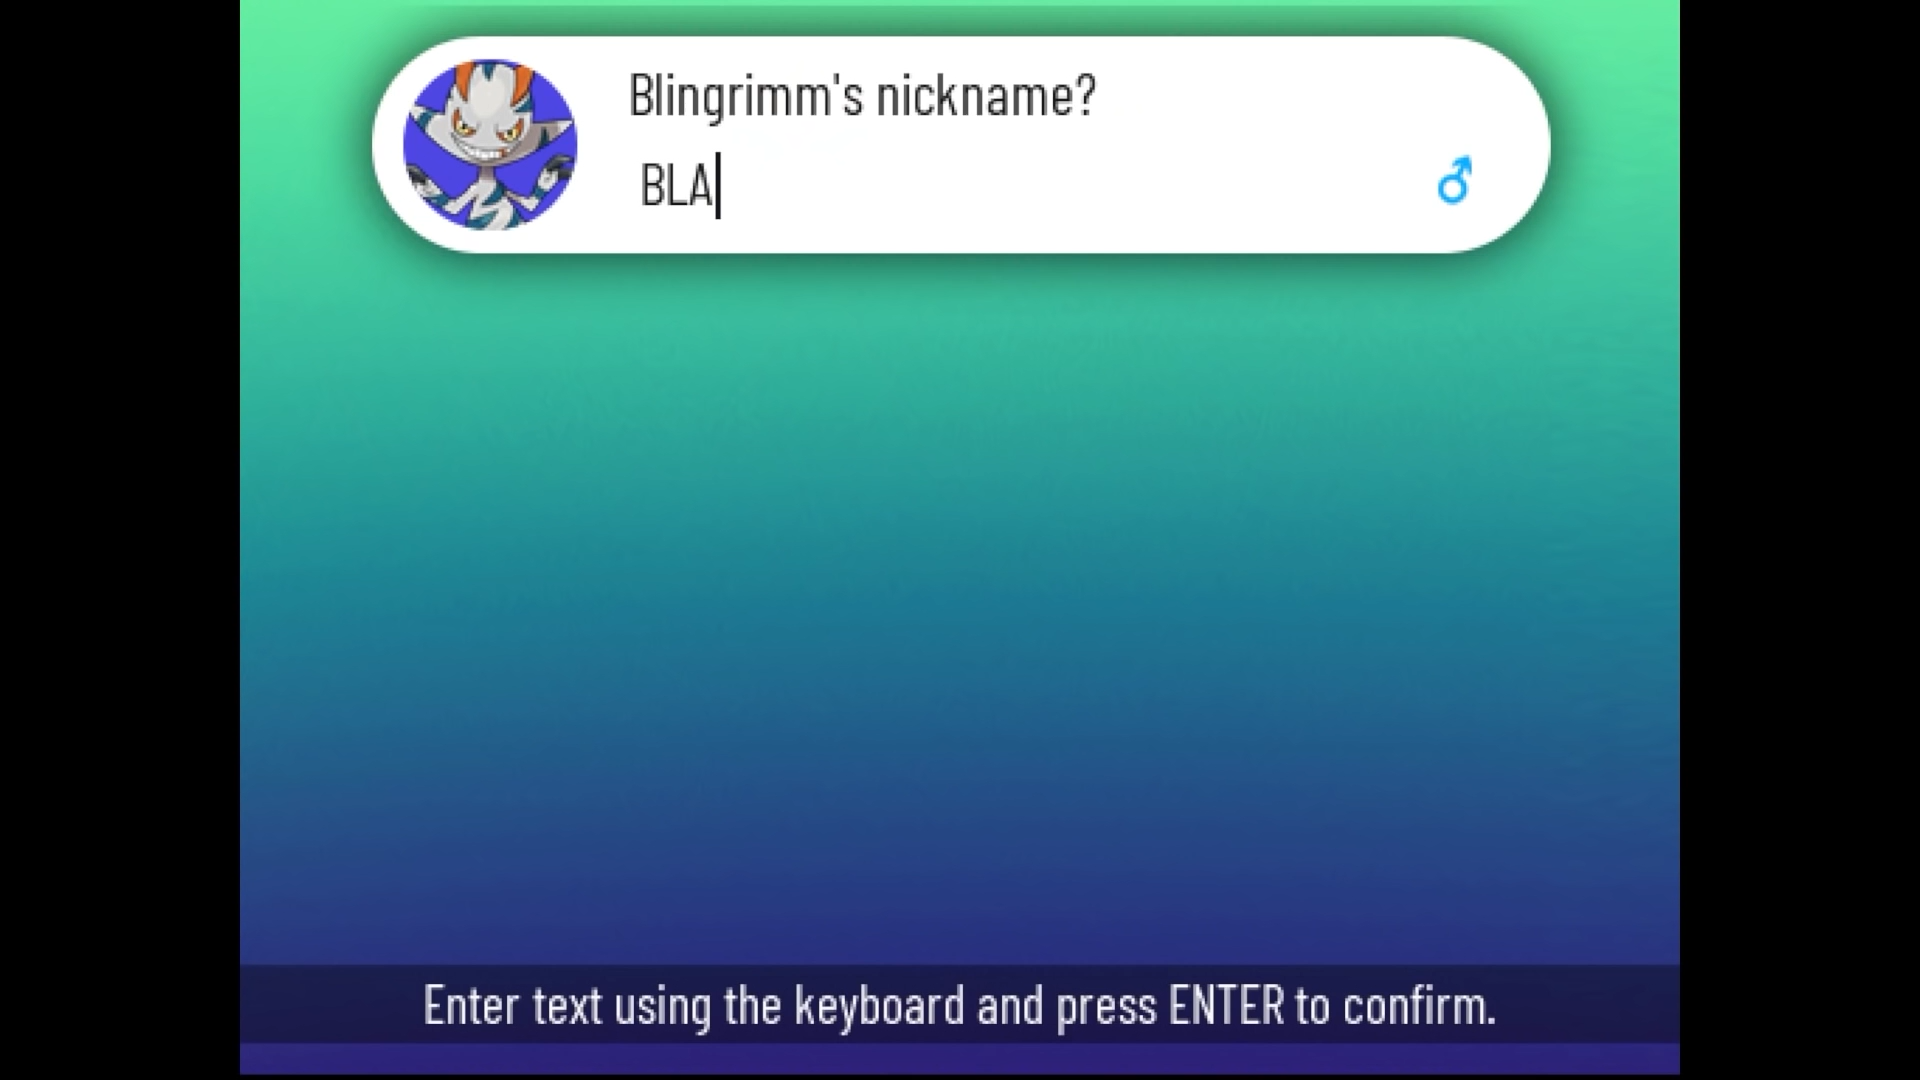 Blingrimm's nickname?
BLA
Enter text using the keyboard and press ENTER to confirm.